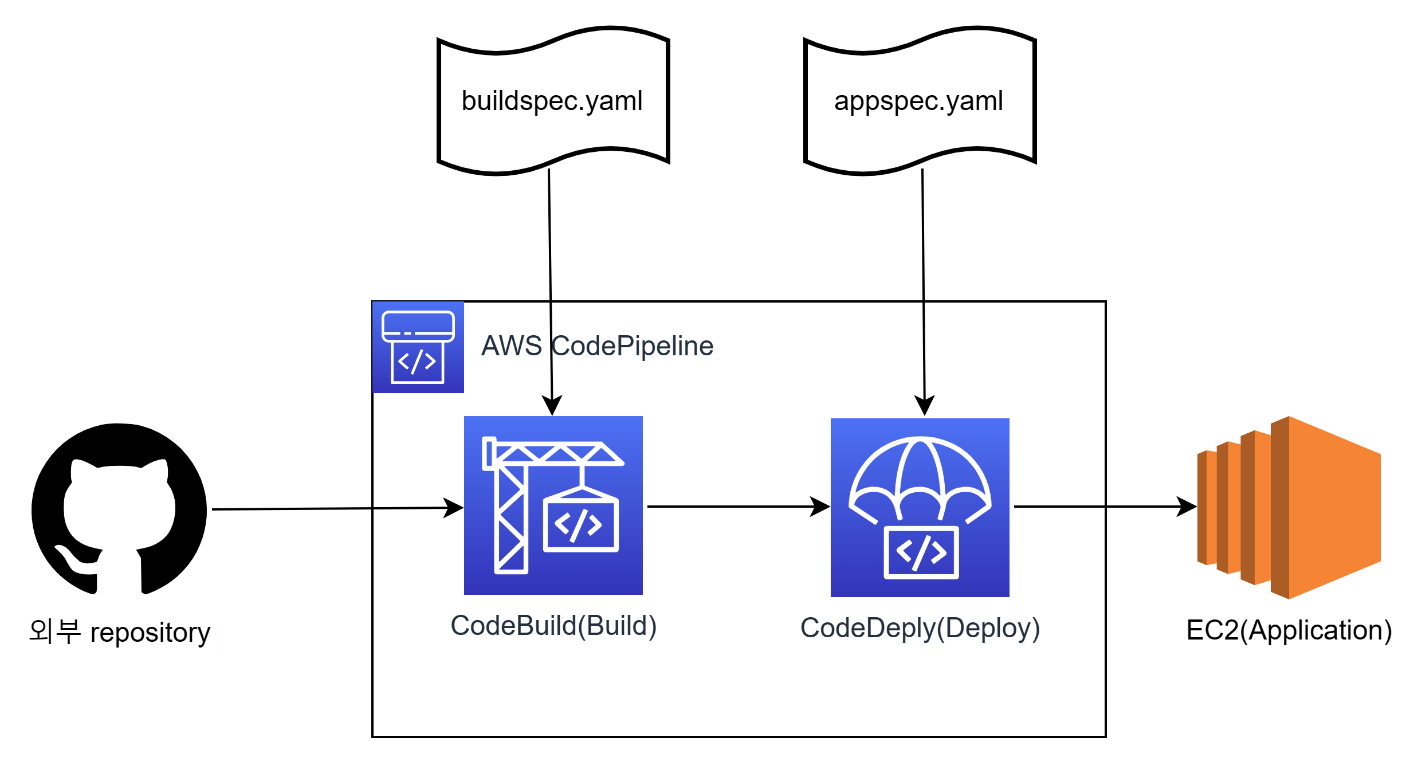 buildspec.yaml
appspec.yaml
AWS CodePipeline
</>
</>
</>
외부 repository
CodeBuild(Build)
CodeDeply(Deploy)
EC2(Application)